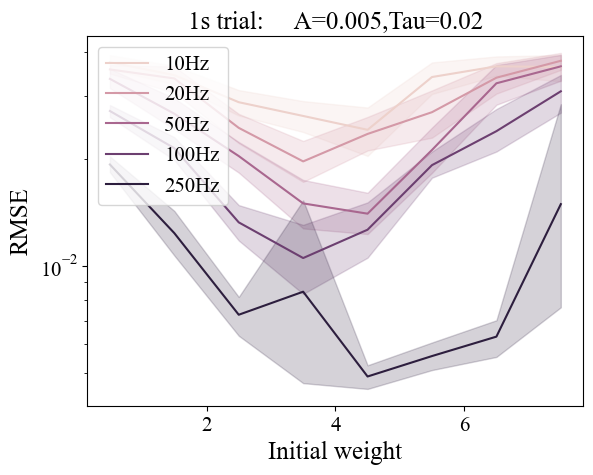 1s trial:     A=0.005,Tau=0.02
10Hz
20Hz
50Hz
100Hz
250Hz
RMSE
10⁻²
2 4 6
Initial weight